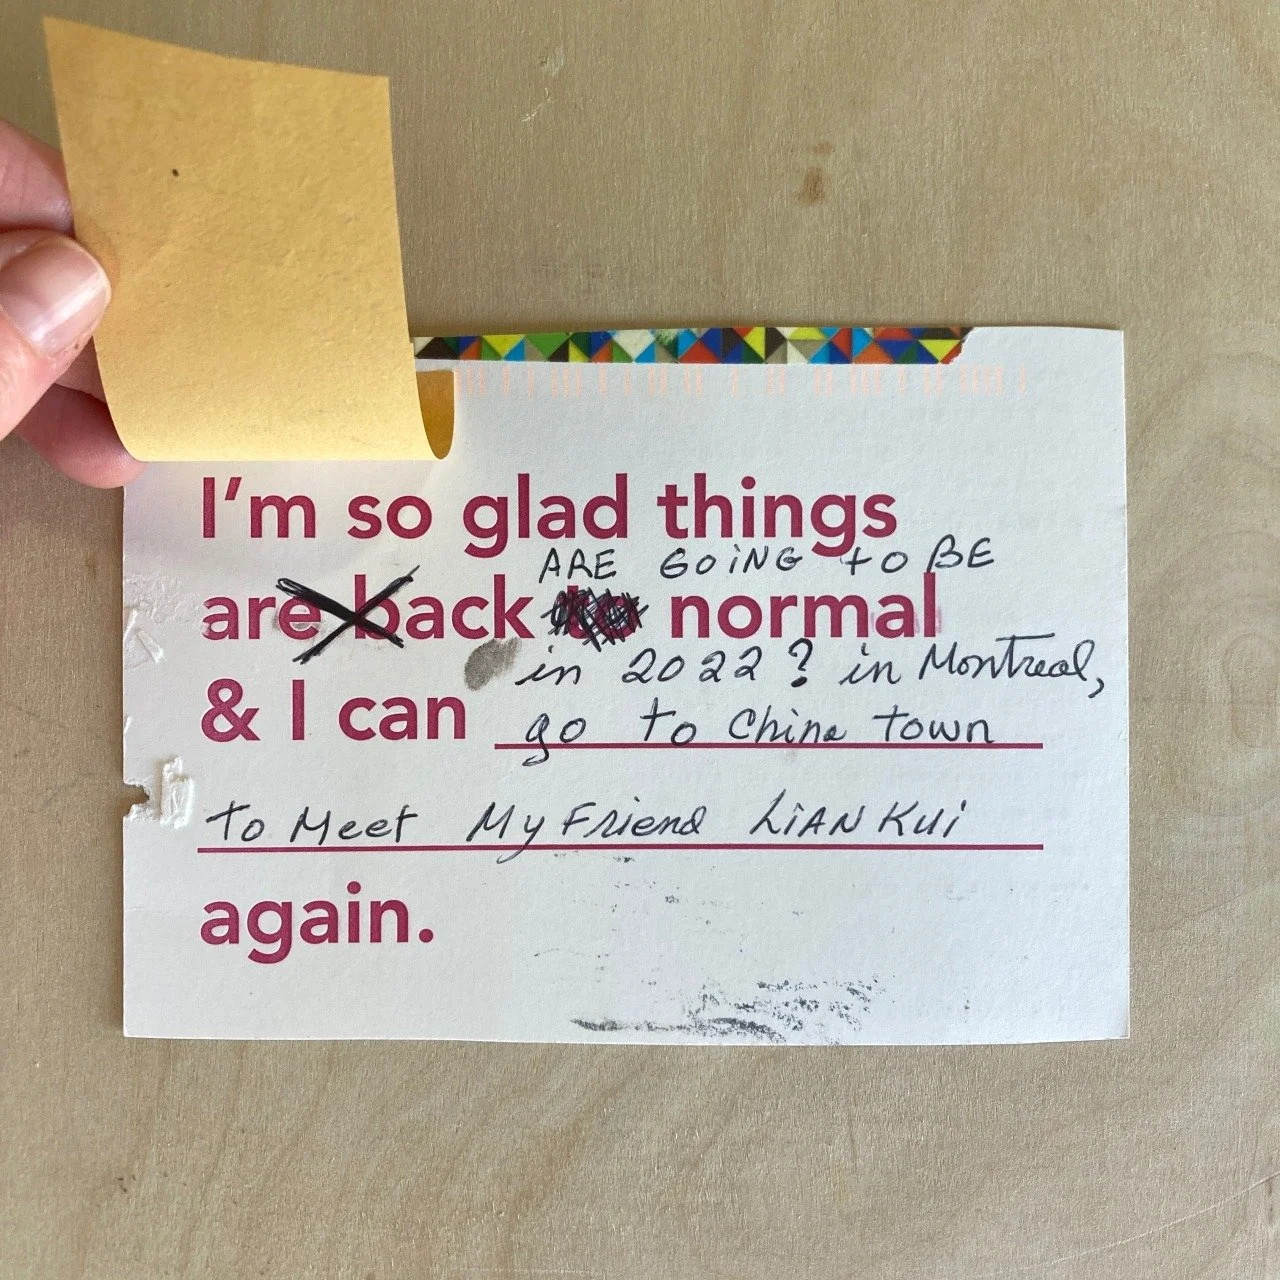 I'm so glad things
ARE GOiNG to BE
are back to normal
in 2022? in Montreal,
& I can go to China town
to Meet My Friend LiAN Kui
again.